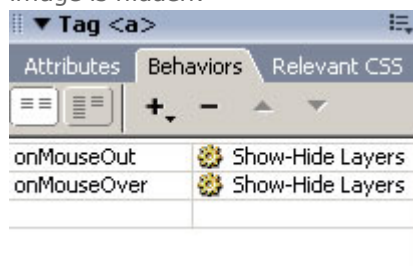 Tag <a>
Attributes Behaviors Relevant CSS
onMouseOut Show-Hide Layers
onMouseOver Show-Hide Layers